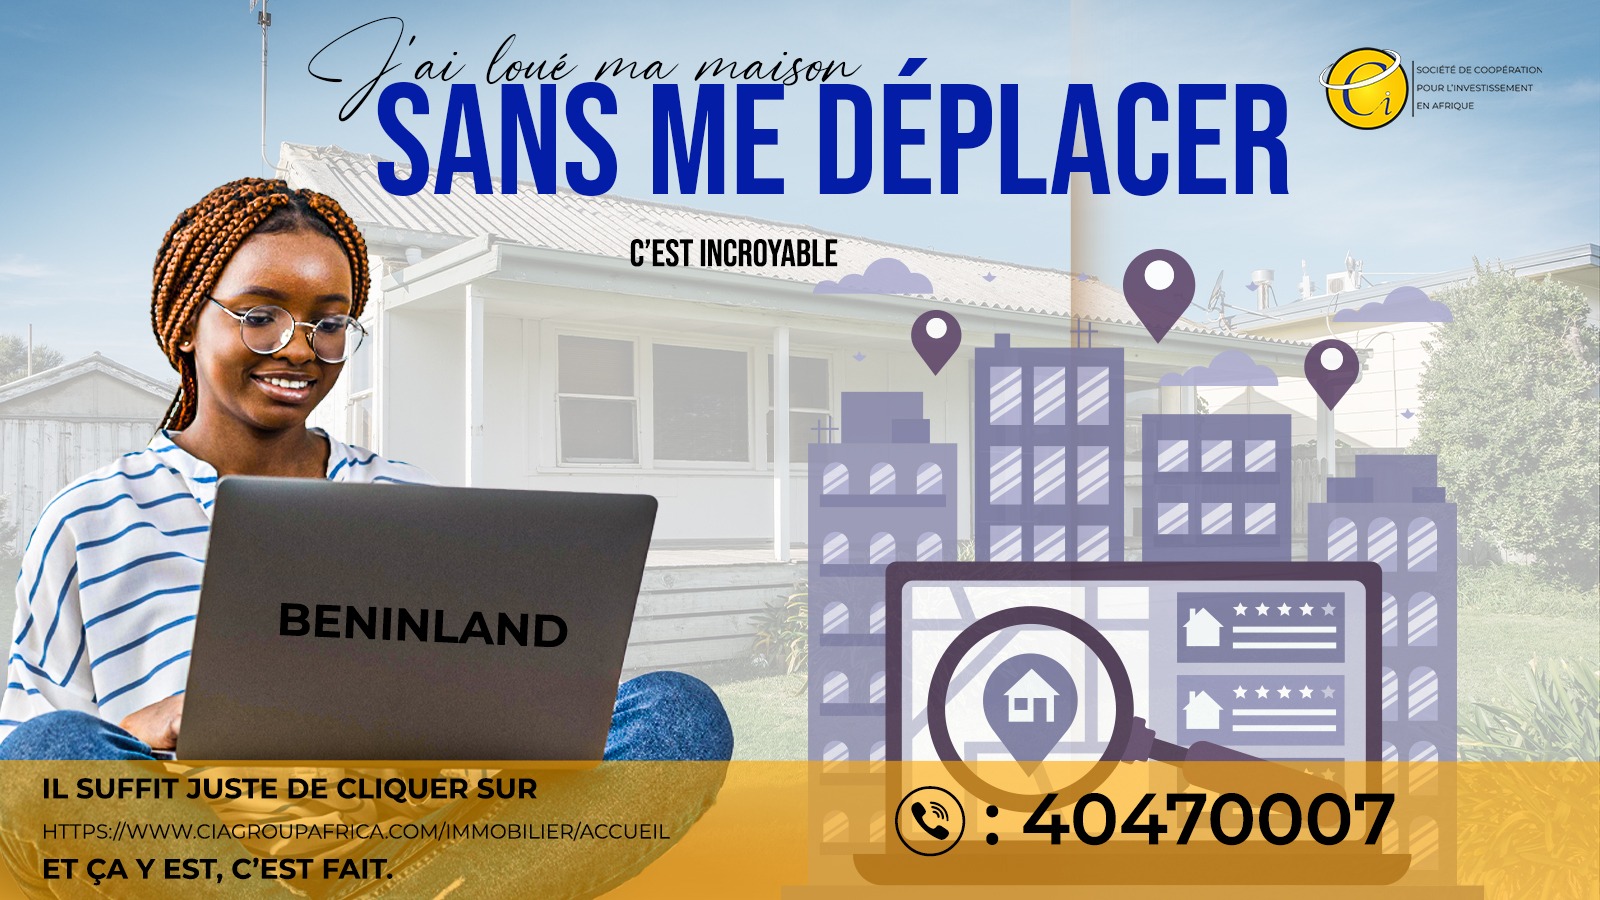 J'ai loué ma maison
SANS ME DÉPLACER
SOCIÉTÉ DE COOPÉRATION
POUR L'INVESTISSEMENT
EN AFRIQUE
Ci
C'EST INCROYABLE
BENINLAND
IL SUFFIT JUSTE DE CLIQUER SUR
HTTPS://WWW.CIAGROUPAFRICA.COM/IMMOBILIER/ACCUEIL
ET ÇA Y EST, C'EST FAIT.
: 40470007